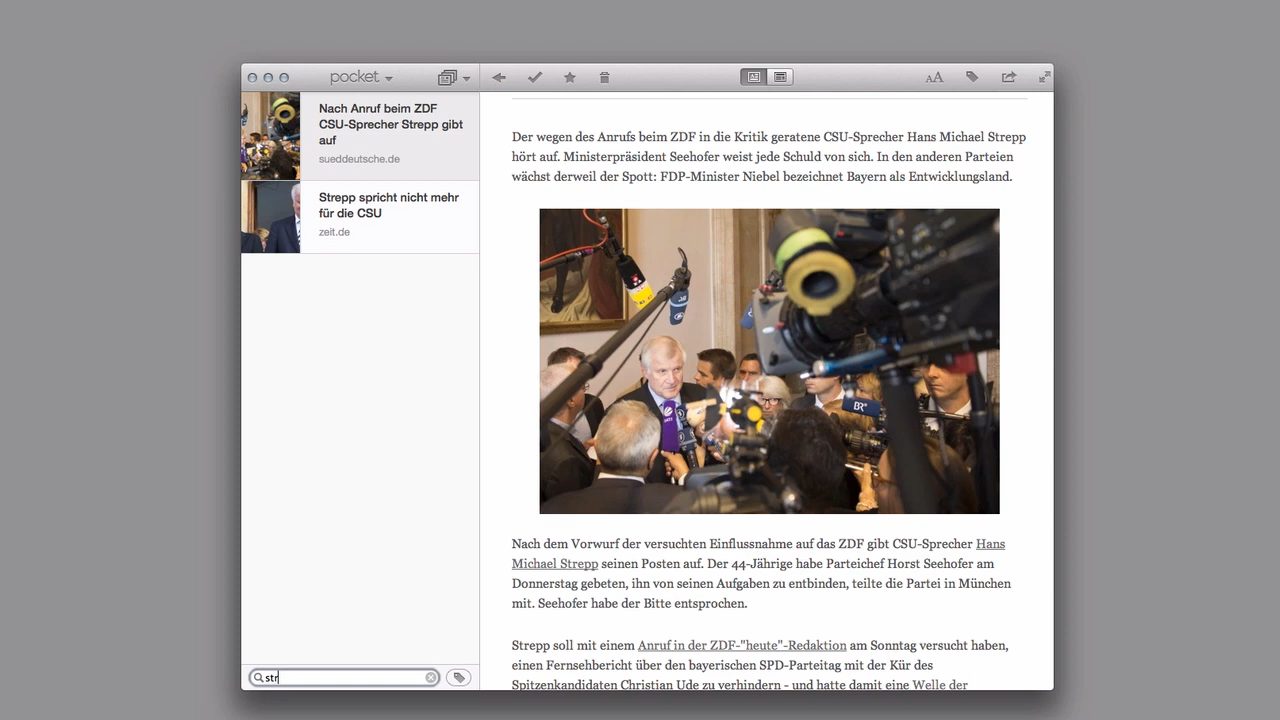 pocket
AA
Nach Anruf beim ZDF
CSU-Sprecher Strepp gibt
auf
sueddeutsche.de
Strepp spricht nicht mehr
für die CSU
zeit.de
str
Der wegen des Anrufs beim ZDF in die Kritik geratene CSU-Sprecher Hans Michael Strepp
hört auf. Ministerpräsident Seehofer weist jede Schuld von sich. In den anderen Parteien
wächst derweil der Spott: FDP-Minister Niebel bezeichnet Bayern als Entwicklungsland.
BR
Nach dem Vorwurf der versuchten Einflussnahme auf das ZDF gibt CSU-Sprecher Hans
Michael Strepp seinen Posten auf. Der 44-Jährige habe Parteichef Horst Seehofer am
Donnerstag gebeten, ihn von seinen Aufgaben zu entbinden, teilte die Partei in München
mit. Seehofer habe der Bitte entsprochen.
Strepp soll mit einem Anruf in der ZDF-"heute"-Redaktion am Sonntag versucht haben,
einen Fernsehbericht über den bayerischen SPD-Parteitag mit der Kür des
Spitzenkandidaten Christian Ude zu verhindern - und hatte damit eine Welle der